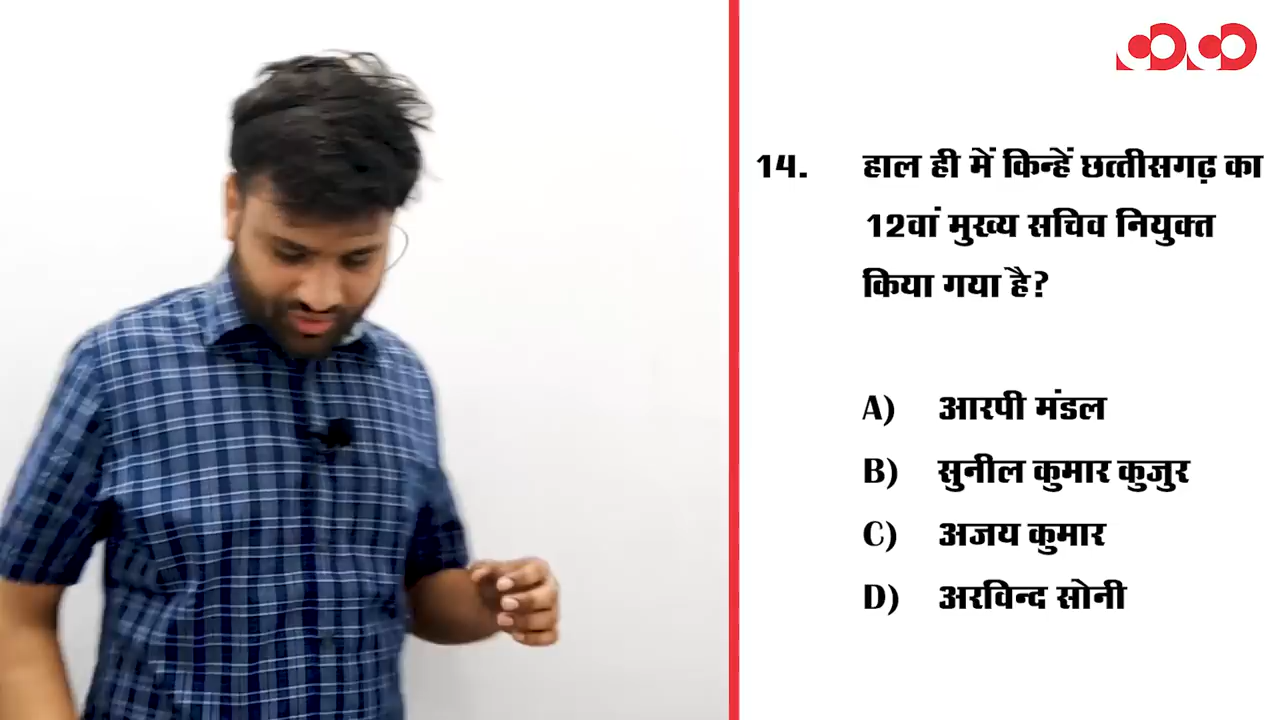 14. हाल ही में किन्हें छत्तीसगढ़ का
12वां मुख्य सचिव नियुक्त
किया गया है?
A) आरपी मंडल
B) सुनील कुमार कुजुर
C) अजय कुमार
D) अरविन्द सोनी